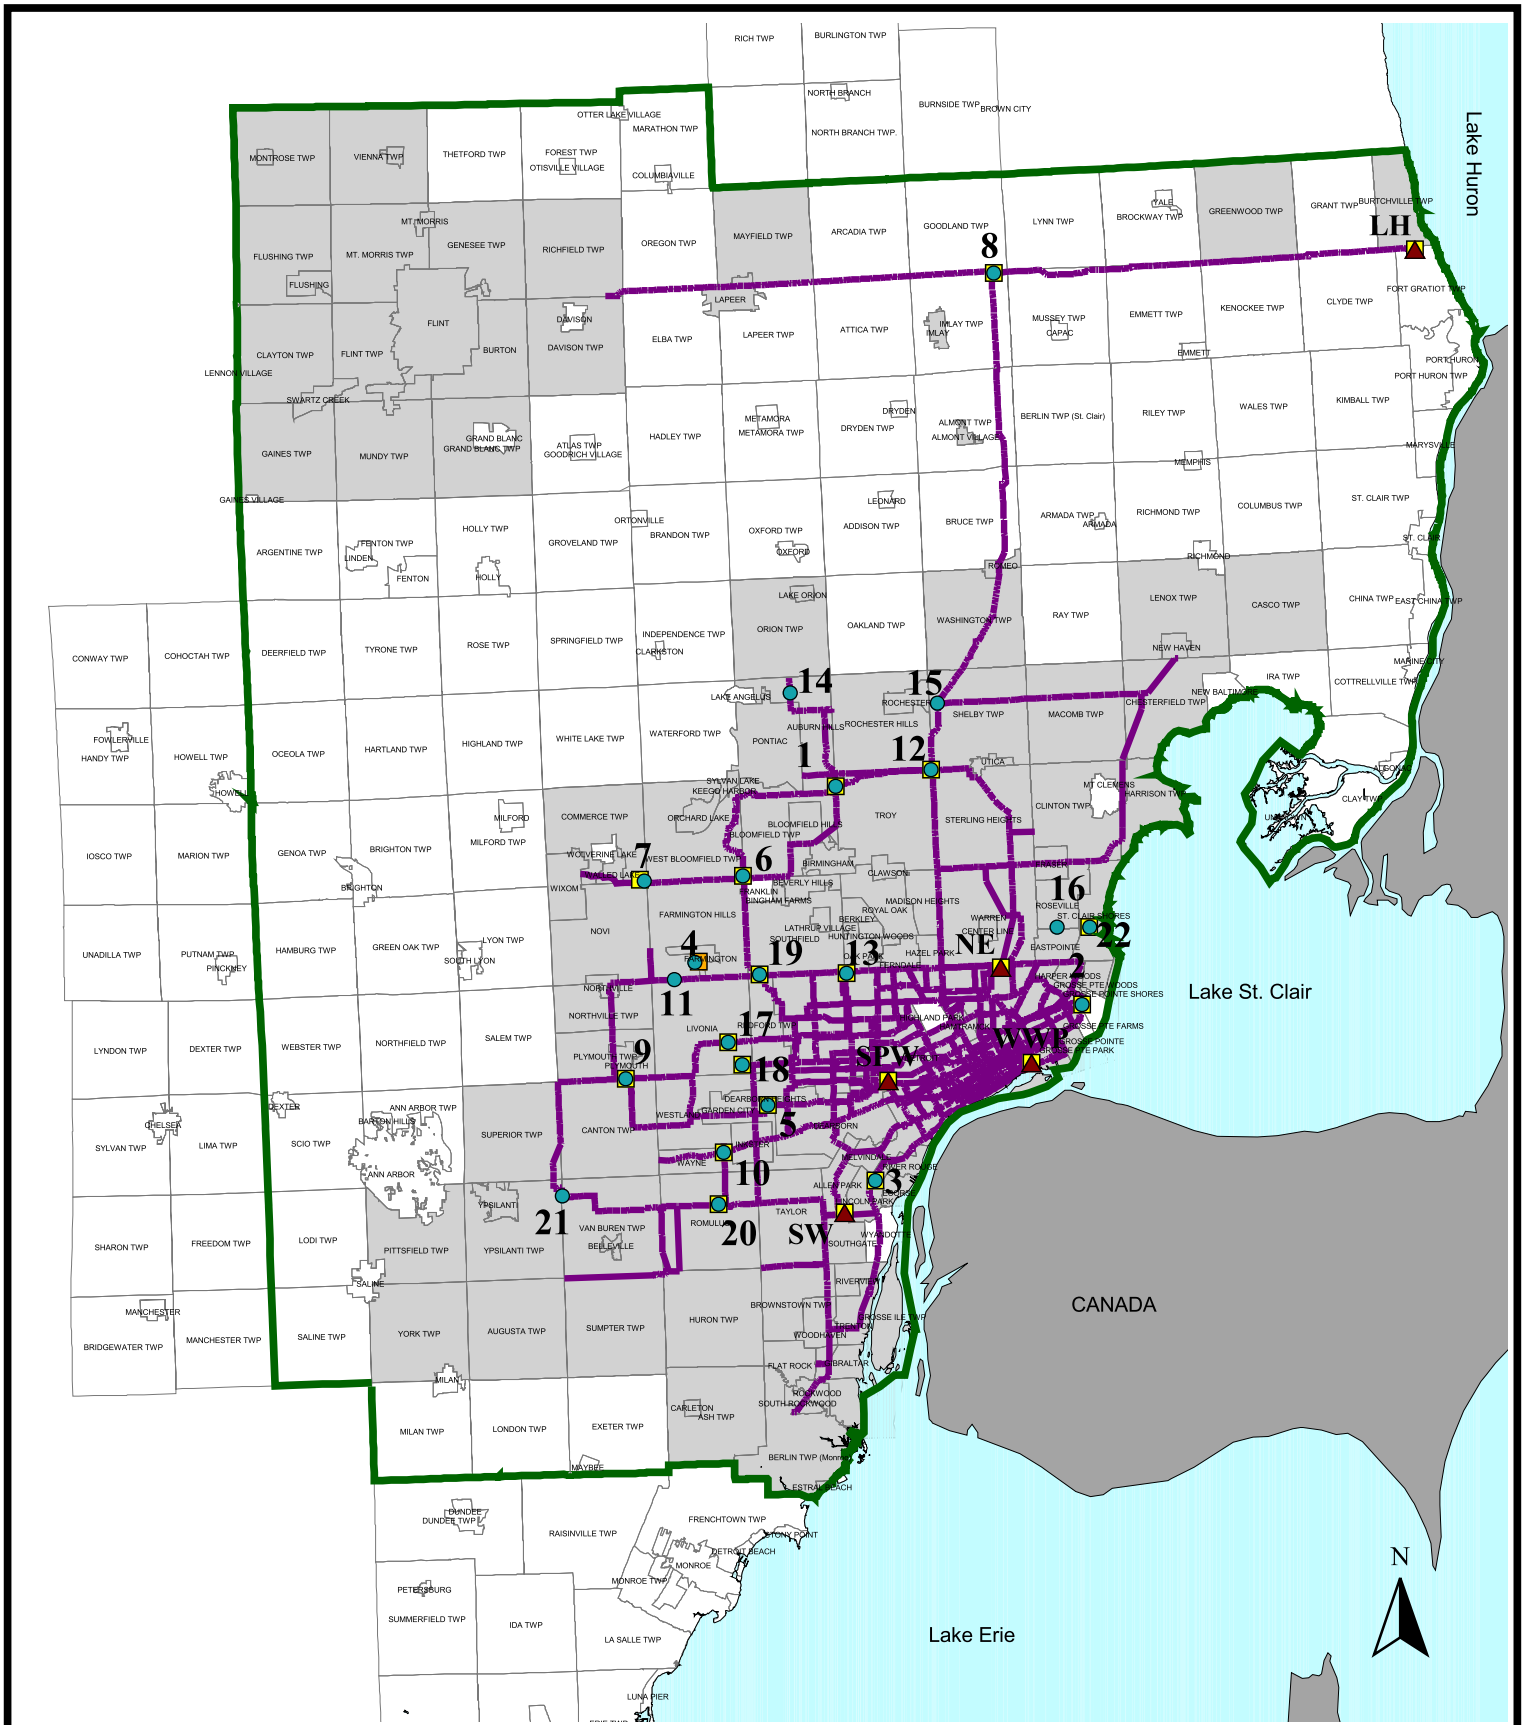 RICH TWP
BURLINGTON TWP
NORTH BRANCH
BURNSIDE TWP
BROWN CITY
OTTER LAKE VILLAGE
MARATHON TWP
NORTH BRANCH TWP.
Lake Huron
MONTROSE TWP
VIENNA TWP
THETFORD TWP
FOREST TWP
OTISVILLE VILLAGE
COLUMBIAVILLE
MT. MORRIS
FLUSHING TWP
MT. MORRIS TWP
GENESEE TWP
RICHFIELD TWP
OREGON TWP
MAYFIELD TWP
ARCADIA TWP
GOODLAND TWP
LYNN TWP
YALE
BROCKWAY TWP
GREENWOOD TWP
GRANT TWP
BURTCHVILLE TWP
LH
8
FLUSHING
LAPEER
FORT GRATIOT TWP
CLAYTON TWP
FLINT TWP
FLINT
BURTON
DAVISON
DAVISON TWP
ELBA TWP
LAPEER TWP
ATTICA TWP
IMLAY TWP
IMLAY
MUSSEY TWP
CAPAC
EMMETT TWP
EMMETT
KENOCKEE TWP
CLYDE TWP
PORT HURON
PORT HURON TWP
LENNON VILLAGE
SWARTZ CREEK
GAINES TWP
MUNDY TWP
GRAND BLANC
GRAND BLANC TWP
ATLAS TWP
GOODRICH VILLAGE
HADLEY TWP
METAMORA
METAMORA TWP
DRYDEN
DRYDEN TWP
ALMONT TWP
ALMONT VILLAGE
BERLIN TWP (St. Clair)
RILEY TWP
WALES TWP
KIMBALL TWP
MARYSVILLE
MEMPHIS
GAINES VILLAGE
ARGENTINE TWP
LINDEN
FENTON TWP
FENTON
HOLLY TWP
HOLLY
GROVELAND TWP
ORTONVILLE
BRANDON TWP
OXFORD TWP
OXFORD
LEONARD
ADDISON TWP
BRUCE TWP
ROMEO
ARMADA TWP
ARMADA
RICHMOND TWP
RICHMOND
COLUMBUS TWP
ST. CLAIR TWP
ST. CLAIR
CONWAY TWP
COHOCTAH TWP
DEERFIELD TWP
TYRONE TWP
ROSE TWP
SPRINGFIELD TWP
INDEPENDENCE TWP
CLARKSTON
LAKE ORION
ORION TWP
OAKLAND TWP
WASHINGTON TWP
RAY TWP
LENOX TWP
NEW HAVEN
CASCO TWP
CHINA TWP
EAST CHINA TWP
MARINE CITY
IRA TWP
COTTRELLVILLE TWP
NEW BALTIMORE
CHESTERFIELD TWP
14
15
LAKE ANGELUS
ROCHESTER
SHELBY TWP
MACOMB TWP
FOWLERVILLE
HANDY TWP
HOWELL TWP
HOWELL
OCEOLA TWP
HARTLAND TWP
HIGHLAND TWP
WHITE LAKE TWP
WATERFORD TWP
PONTIAC
AUBURN HILLS
ROCHESTER HILLS
1
12
UTICA
SYLVAN LAKE
KEEGO HARBOR
ORCHARD LAKE
MT CLEMENS
HARRISON TWP
CLINTON TWP
ALGONAC
CLAY TWP
IOSCO TWP
MARION TWP
GENOA TWP
BRIGHTON TWP
BRIGHTON
MILFORD
MILFORD TWP
COMMERCE TWP
BLOOMFIELD HILLS
BLOOMFIELD TWP
TROY
STERLING HEIGHTS
WOLVERINE LAKE
WALLED LAKE
WIXOM
7
WEST BLOOMFIELD TWP
6
FRANKLIN
BINGHAM FARMS
BIRMINGHAM
BEVERLY HILLS
CLAWSON
FRASER
16
ROSEVILLE
ST. CLAIR SHORES
22
UNADILLA TWP
PUTNAM TWP
PINCKNEY
HAMBURG TWP
GREEN OAK TWP
LYON TWP
SOUTH LYON
NOVI
FARMINGTON HILLS
4
FARMINGTON
LATHRUP VILLAGE
SOUTHFIELD
MADISON HEIGHTS
ROYAL OAK
BERKLEY
HUNTINGTON WOODS
OAK PARK
FERNDALE
HAZEL PARK
WARREN
CENTER LIN
EASTPOINTE
NE
19
13
11
2
HARPER WOODS
GROSSE PTE WOODS
GROSSE POINTE SHORES
Lake St. Clair
NORTHVILLE
NORTHVILLE TWP
LIVONIA
17
REDFORD TWP
HIGHLAND PARK
HAMTRAMCK
GROSSE PTE FARMS
GROSSE POINTE
GROSSE PTE PARK
WWP
SPW
LYNDON TWP
DEXTER TWP
WEBSTER TWP
NORTHFIELD TWP
SALEM TWP
PLYMOUTH TWP
PLYMOUTH
9
18
DEXTER
CHELSEA
SYLVAN TWP
LIMA TWP
SCIO TWP
BARTON HILLS
ANN ARBOR TWP
ANN ARBOR
SUPERIOR TWP
CANTON TWP
WESTLAND
GARDEN CITY
DEARBORN HEIGHTS
5
DEARBORN
INKSTER
WAYNE
10
MELVINDALE
RIVER ROUGE
ALLEN PARK
3
ECORSE
LINCOLN PARK
YPSILANTI
21
VAN BUREN TWP
BELLEVILLE
ROMULUS
20
TAYLOR
SW
WYANDOTTE
SOUTHGATE
SHARON TWP
FREEDOM TWP
LODI TWP
PITTSFIELD TWP
YPSILANTI TWP
SALINE
RIVERVIEW
CANADA
MANCHESTER
BRIDGEWATER TWP
MANCHESTER TWP
SALINE TWP
YORK TWP
AUGUSTA TWP
SUMPTER TWP
HURON TWP
BROWNSTOWN TWP
GROSSE ILE TWP
TRENTON
WOODHAVEN
FLAT ROCK
GIBRALTAR
MILAN
ROCKWOOD
SOUTH ROCKWOOD
CARLETON
ASH TWP
MILAN TWP
LONDON TWP
EXETER TWP
MAYBEE
BERLIN TWP (Monroe)
ESTRAL BEACH
DUNDEE
DUNDEE TWP
RAISINVILLE TWP
FRENCHTOWN TWP
STONY POINT
DETROIT BEACH
MONROE
MONROE TWP
PETERSBURG
SUMMERFIELD TWP
IDA TWP
LA SALLE TWP
LUNA PIER
Lake Erie
N